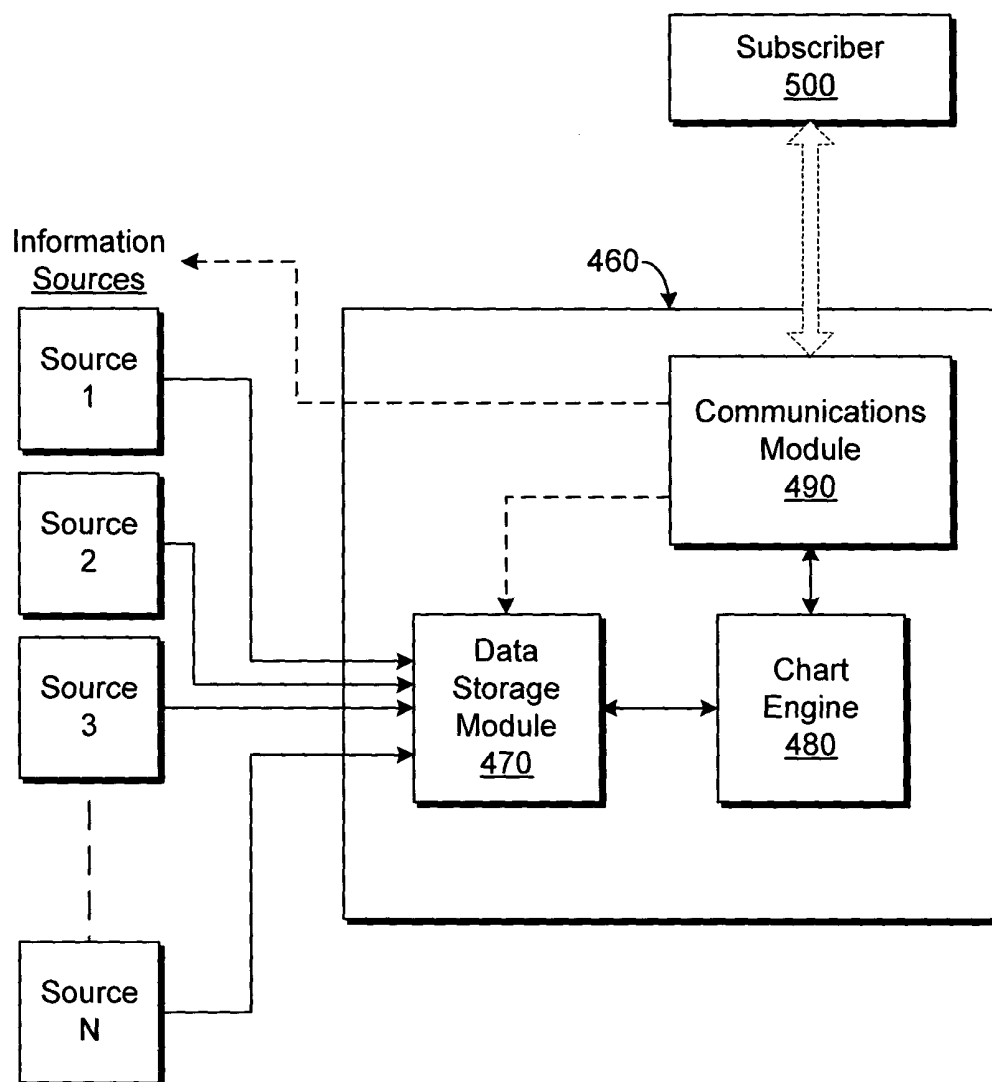 Subscriber
500
Information
Sources
460
Source
1
Communications
Module
490
Source
2
Source
3
Data
Storage
Module
470
Chart
Engine
480
Source
N